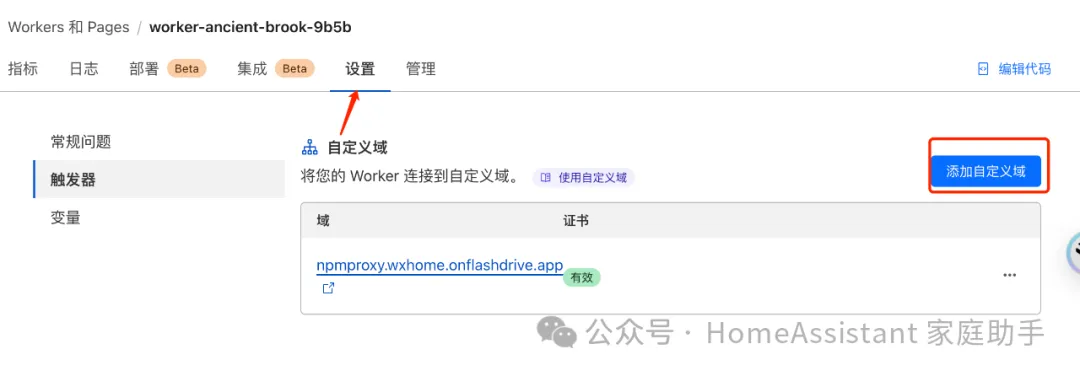 Workers 和 Pages / worker-ancient-brook-9b5b
指标 日志 部署 Beta 集成 Beta 设置 管理 编辑代码
常规问题
触发器
变量
自定义域
将您的 Worker 连接到自定义域。 使用自定义域
添加自定义域
域 证书
npmproxy.wxhome.onflashdrive.app
有效
公众号 · HomeAssistant 家庭助手